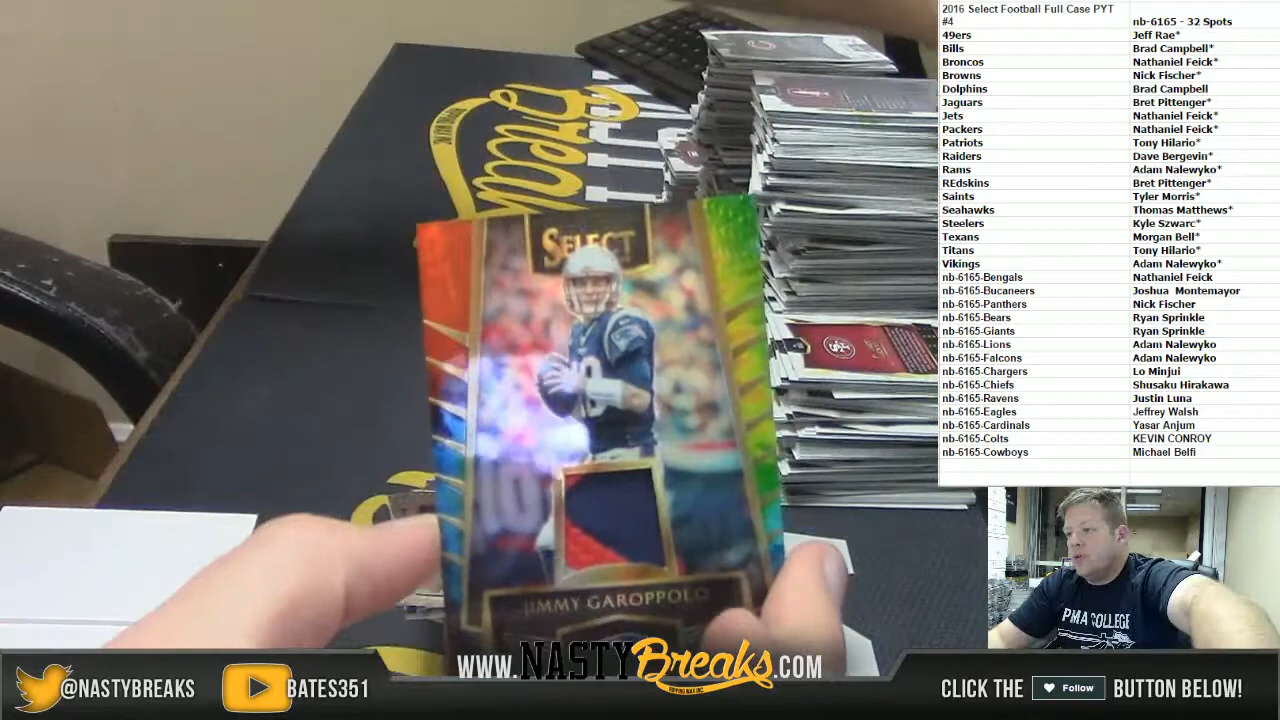 2016 Select Football Full Case PYT
#4 nb-6165 - 32 Spots
49ers Jeff Rae*
Bills Brad Campbell*
Broncos Nathaniel Feick*
Browns Nick Fischer*
Dolphins Brad Campbell
Jaguars Bret Pittenger*
Jets Nathaniel Feick*
Packers Nathaniel Feick*
Patriots Tony Hilario*
Raiders Dave Bergevin*
Rams Adam Nalewyko*
REdskins Bret Pittenger*
Saints Tyler Morris*
Seahawks Thomas Matthews*
Steelers Kyle Szwarc*
Texans Morgan Bell*
Titans Tony Hilario*
Vikings Adam Nalewyko*
nb-6165-Bengals Nathaniel Feick
nb-6165-Bucaneers Joshua Montemayor
nb-6165-Panthers Nick Fischer
nb-6165-Bears Ryan Sprinkle
nb-6165-Giants Ryan Sprinkle
nb-6165-Lions Adam Nalewyko
nb-6165-Falcons Adam Nalewyko
nb-6165-Chargers Lo Minjui
nb-6165-Chiefs Shusaku Hirakawa
nb-6165-Ravens Justin Luna
nb-6165-Eagles Jeffrey Walsh
nb-6165-Cardinals Yasar Anjum
nb-6165-Colts KEVIN CONROY
nb-6165-Cowboys Michael Belfi
SELECT
JIMMY GAROPPOLO
PMA COLLEGE
@NASTYBREAKS
BATES351
WWW.NASTYBreaks.COM
RIPPING WAX INC.
CLICK THE Follow BUTTON BELOW!